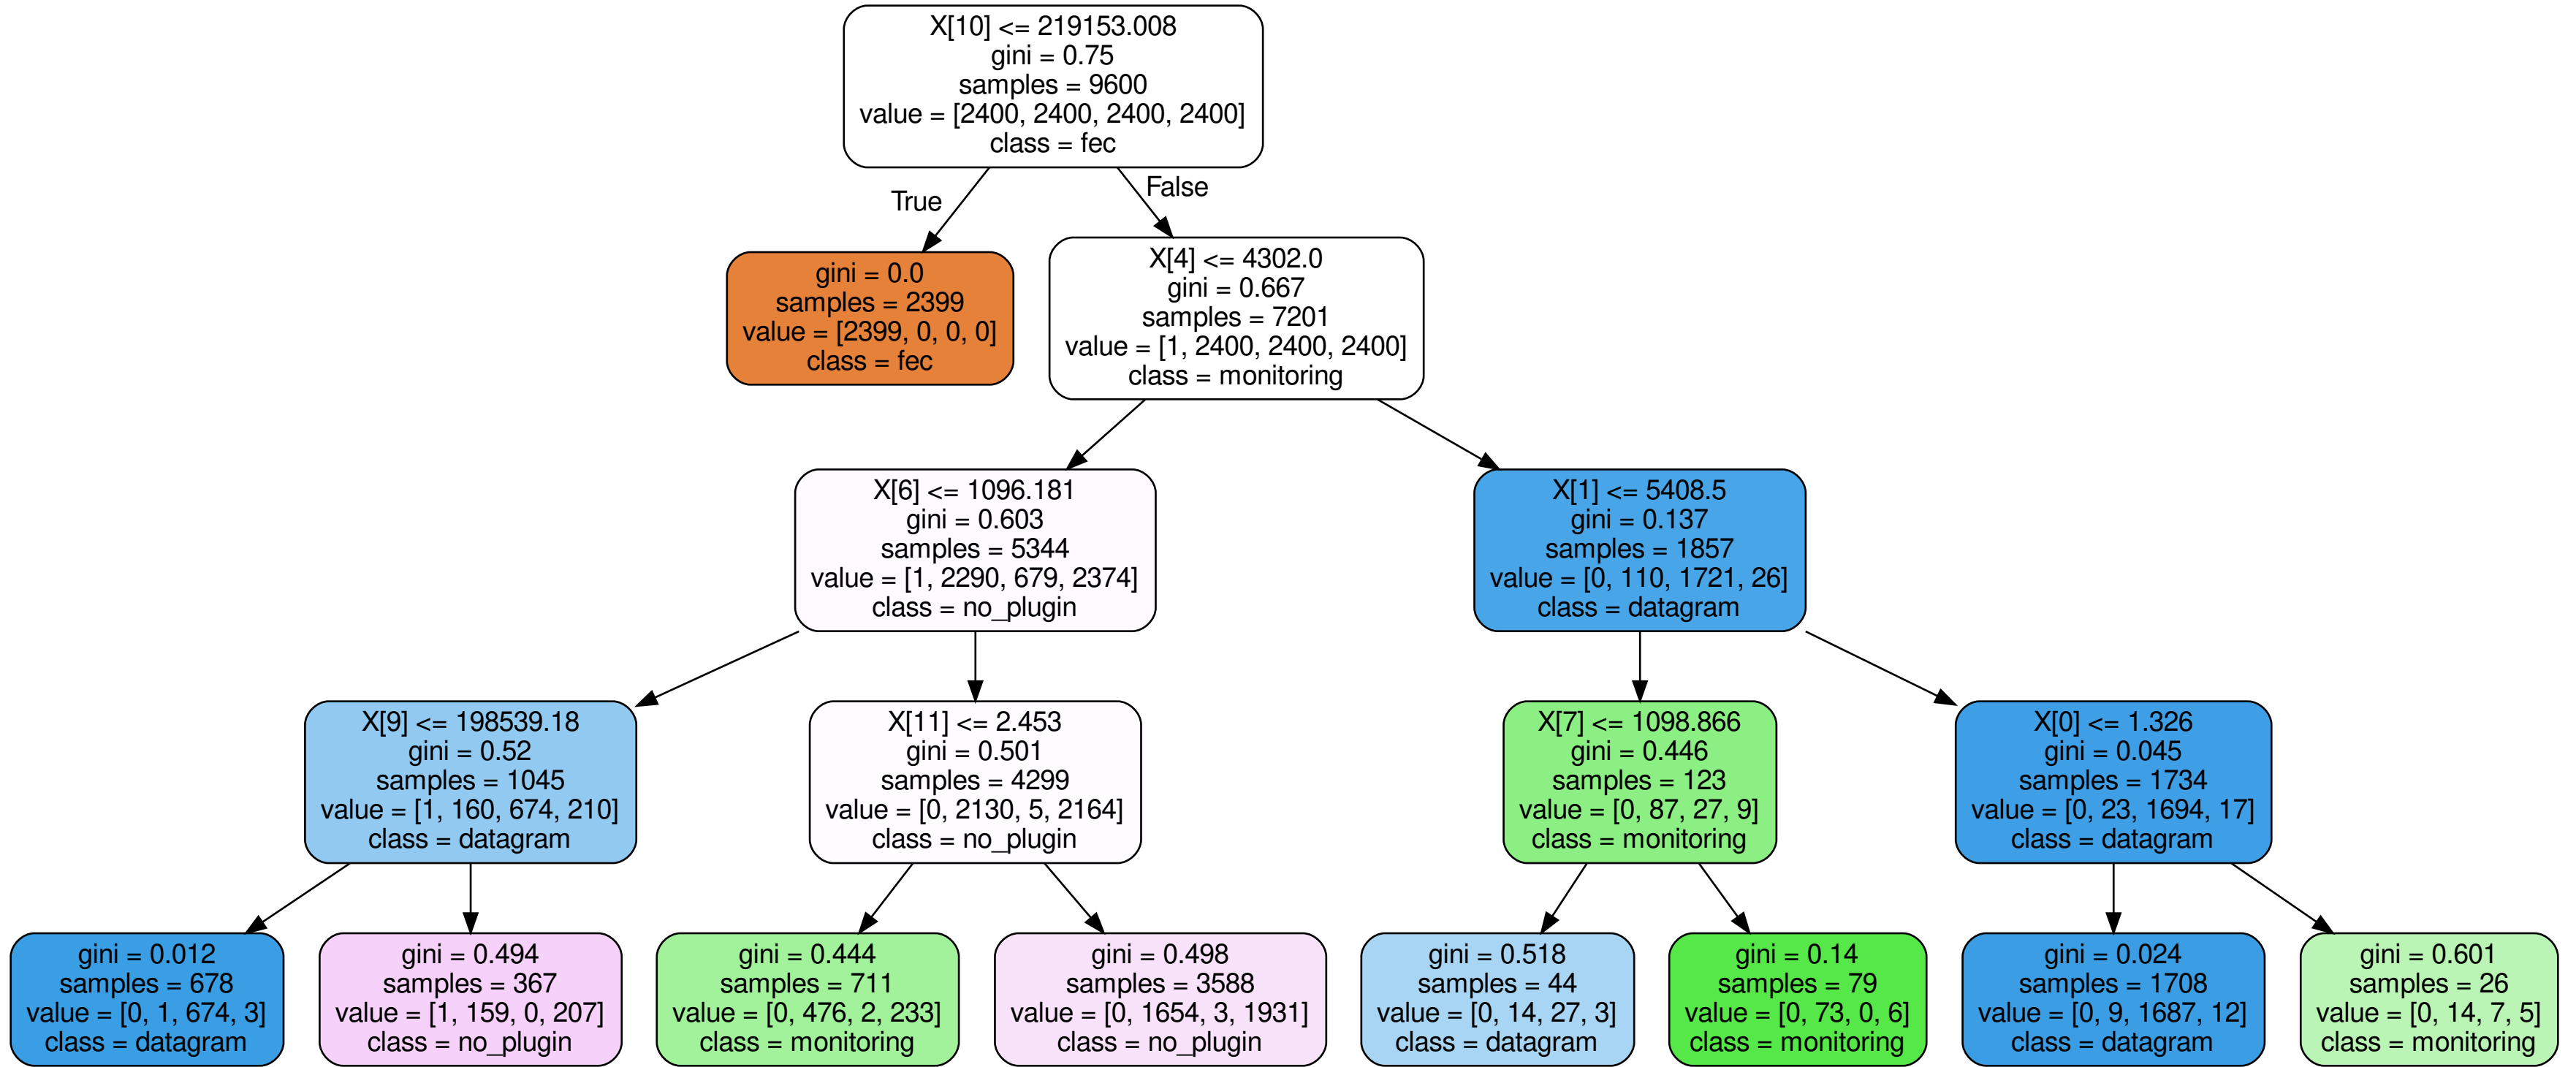 X[10] <= 219153.008
gini = 0.75
samples = 9600
value = [2400, 2400, 2400, 2400]
class = fec
True
False
gini = 0.0
samples = 2399
value = [2399, 0, 0, 0]
class = fec
X[4] <= 4302.0
gini = 0.667
samples = 7201
value = [1, 2400, 2400, 2400]
class = monitoring
X[6] <= 1096.181
gini = 0.603
samples = 5344
value = [1, 2290, 679, 2374]
class = no_plugin
X[1] <= 5408.5
gini = 0.137
samples = 1857
value = [0, 110, 1721, 26]
class = datagram
X[9] <= 198539.18
gini = 0.52
samples = 1045
value = [1, 160, 674, 210]
class = datagram
X[11] <= 2.453
gini = 0.501
samples = 4299
value = [0, 2130, 5, 2164]
class = no_plugin
X[7] <= 1098.866
gini = 0.446
samples = 123
value = [0, 87, 27, 9]
class = monitoring
X[0] <= 1.326
gini = 0.045
samples = 1734
value = [0, 23, 1694, 17]
class = datagram
gini = 0.012
samples = 678
value = [0, 1, 674, 3]
class = datagram
gini = 0.494
samples = 367
value = [1, 159, 0, 207]
class = no_plugin
gini = 0.444
samples = 711
value = [0, 476, 2, 233]
class = monitoring
gini = 0.498
samples = 3588
value = [0, 1654, 3, 1931]
class = no_plugin
gini = 0.518
samples = 44
value = [0, 14, 27, 3]
class = datagram
gini = 0.14
samples = 79
value = [0, 73, 0, 6]
class = monitoring
gini = 0.024
samples = 1708
value = [0, 9, 1687, 12]
class = datagram
gini = 0.601
samples = 26
value = [0, 14, 7, 5]
class = monitoring